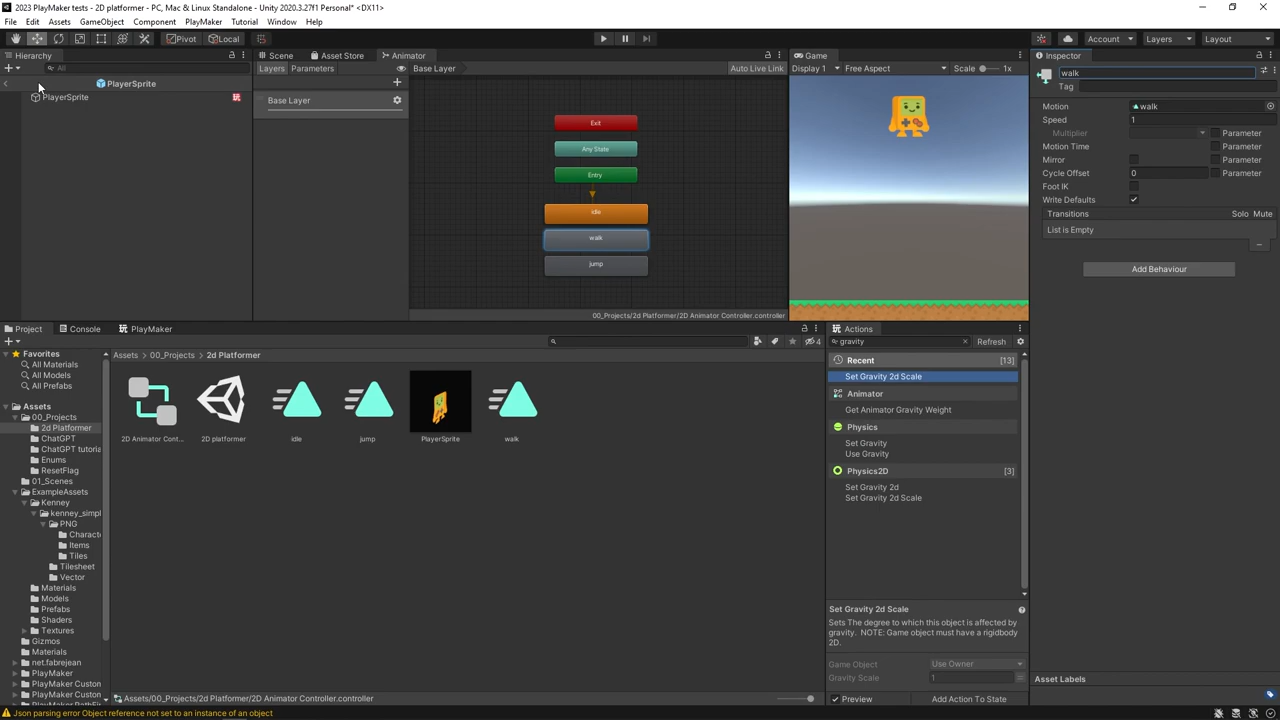 2023 PlayMaker tests - 2D platformer - PC, Mac & Linux Standalone - Unity 2020.3.27f1 Personal* <DX11>
File Edit Assets GameObject Component PlayMaker Tutorial Window Help
Pivot Local Account Layers Layout
Hierarchy
All
PlayerSprite
PlayerSprite
Scene Asset Store Animator
Layers Parameters Base Layer Auto Live Link
Base Layer
Exit
Any State
Entry
idle
walk
jump
00_Projects/2d Platformer/2D Animator Controller.controller
Game
Display 1 Free Aspect Scale 1x
Inspector
walk
Tag
Motion walk
Speed 1
Multiplier Parameter
Motion Time Parameter
Mirror Parameter
Cycle Offset 0 Parameter
Foot IK
Write Defaults
Transitions Solo Mute
List is Empty
Add Behaviour
Project Console PlayMaker
4
Favorites
All Materials
All Models
All Prefabs
Assets
00_Projects
2d Platformer
ChatGPT
ChatGPT tutoria
Enums
ResetFlag
01_Scenes
ExampleAssets
Kenney
kenney_simpl
PNG
Characte
Items
Tiles
Tilesheet
Vector
Materials
Models
Prefabs
Shaders
Textures
Gizmos
Materials
net.fabrejean
PlayMaker
PlayMaker Custon
PlayMaker Custon
Assets > 00_Projects > 2d Platformer
2D Animator Cont...
2D platformer
idle
jump
PlayerSprite
walk
Assets/00_Projects/2d Platformer/2D Animator Controller.controller
Actions
gravity Refresh
Recent [13]
Set Gravity 2d Scale
Animator
Get Animator Gravity Weight
Physics
Set Gravity
Use Gravity
Physics2D [3]
Set Gravity 2d
Set Gravity 2d Scale
Set Gravity 2d Scale
Sets The degree to which this object is affected by
gravity. NOTE: Game object must have a rigidbody
2D.
Game Object Use Owner
Gravity Scale 1
Preview Add Action To State
Asset Labels
Json parsing error Object reference not set to an instance of an object